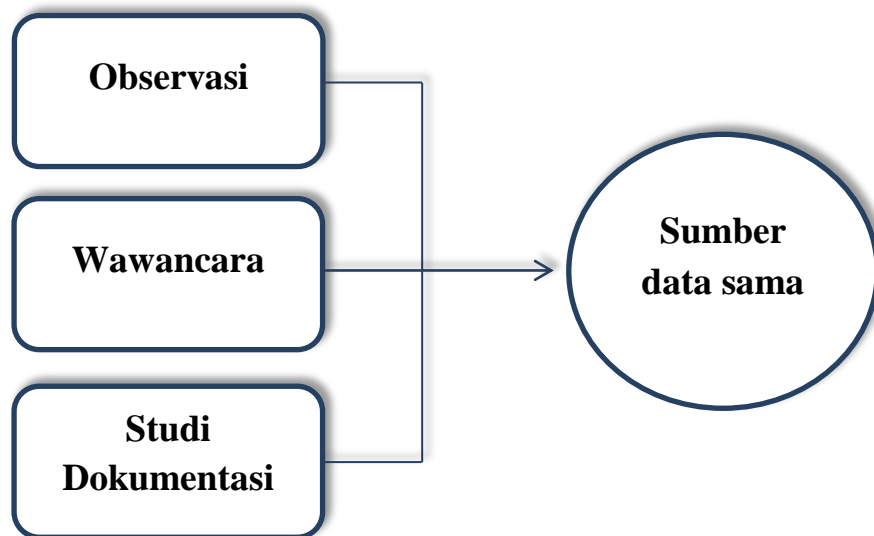 Observasi
Wawancara
Studi
Dokumentasi
Sumber
data sama